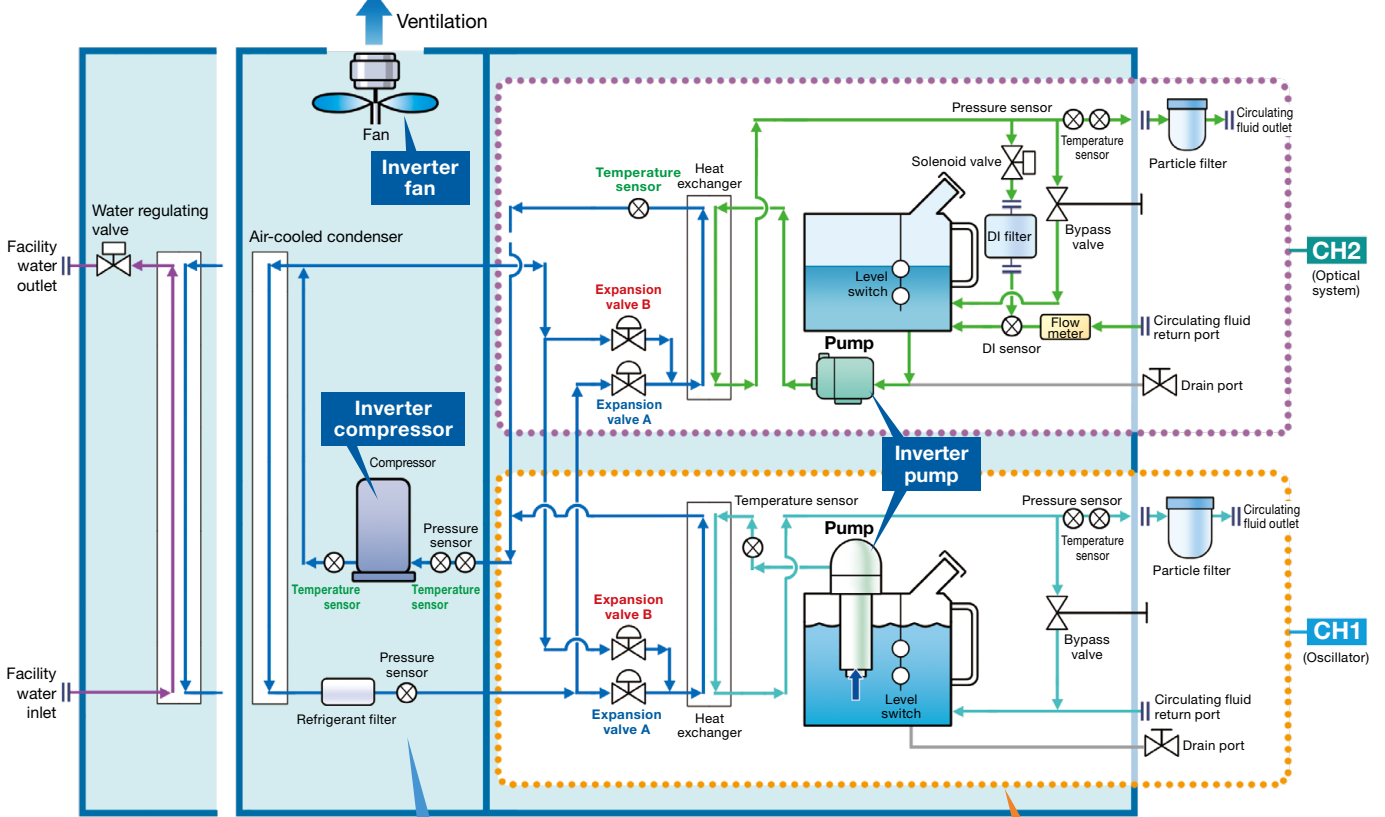 Ventilation
Fan
Inverter
fan
Water regulating
valve
Facility
water
outlet
Air-cooled condenser
Inverter
compressor
Compressor
Pressure
sensor
Temperature
sensor
Temperature
sensor
Facility
water
inlet
Refrigerant filter
Pressure
sensor
Temperature
sensor
Heat
exchanger
Expansion
valve B
Expansion
valve A
Pressure sensor
Temperature
sensor
Circulating
fluid outlet
Particle filter
Solenoid valve
DI filter
Bypass
valve
Level
switch
DI sensor
Flow
meter
Circulating fluid
return port
Pump
Drain port
CH2
(Optical
system)
Inverter
pump
Temperature sensor
Pump
Pressure sensor
Temperature
sensor
Circulating
fluid outlet
Particle filter
Expansion
valve B
Expansion
valve A
Heat
exchanger
Level
switch
Bypass
valve
Circulating fluid
return port
Drain port
CH1
(Oscillator)